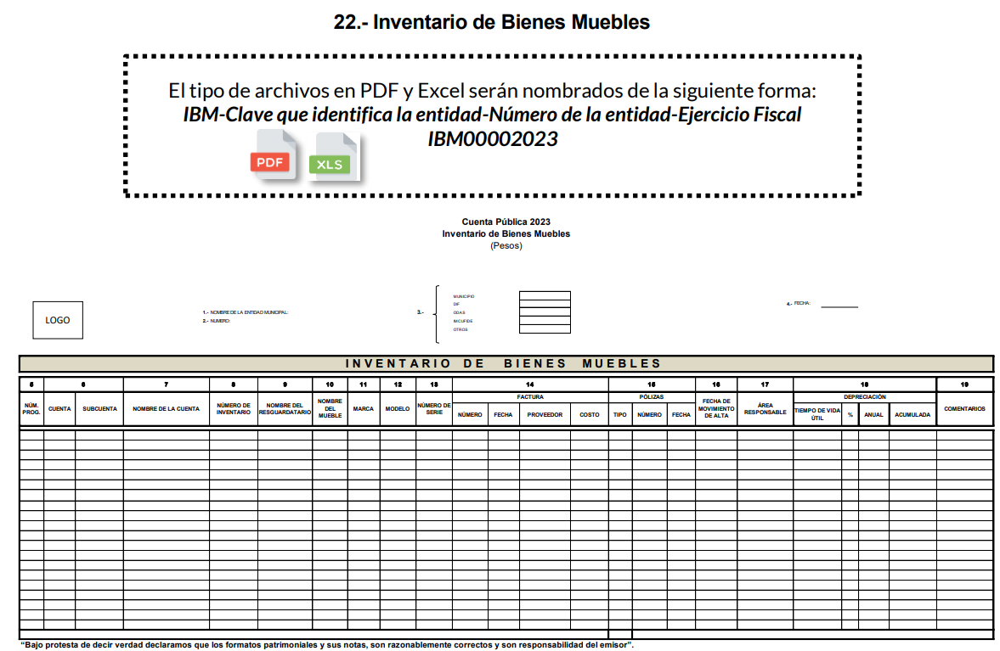 22.- Inventario de Bienes Muebles
El tipo de archivos en PDF y Excel serán nombrados de la siguiente forma:
IBM-Clave que identifica la entidad-Número de la entidad-Ejercicio Fiscal
IBM00002023
PDF
XLS
Cuenta Pública 2023
Inventario de Bienes Muebles
(Pesos)
LOGO
1.- NOMBRE DE LA ENTIDAD MUNICIPAL:
2.- NUMERO:
3.-
MUNICIPIO
DIF
ODAS
IMCUFIDE
OTROS
4.- FECHA:
INVENTARIO DE BIENES MUEBLES
5 6 7 8 9 10 11 12 13 14 15 16 17 18 19
NÚM. PROG.
CUENTA
SUBCUENTA
NOMBRE DE LA CUENTA
NÚMERO DE INVENTARIO
NOMBRE DEL RESGUARDATARIO
NOMBRE DEL MUEBLE
MARCA
MODELO
NÚMERO DE SERIE
FACTURA
NÚMERO
FECHA
PROVEEDOR
COSTO
PÓLIZAS
TIPO
NÚMERO
FECHA
FECHA DE MOVIMIENTO DE ALTA
ÁREA RESPONSABLE
DEPRECIACIÓN
TIEMPO DE VIDA ÚTIL
%
ANUAL
ACUMULADA
COMENTARIOS
“Bajo protesta de decir verdad declaramos que los formatos patrimoniales y sus notas, son razonablemente correctos y son responsabilidad del emisor”.